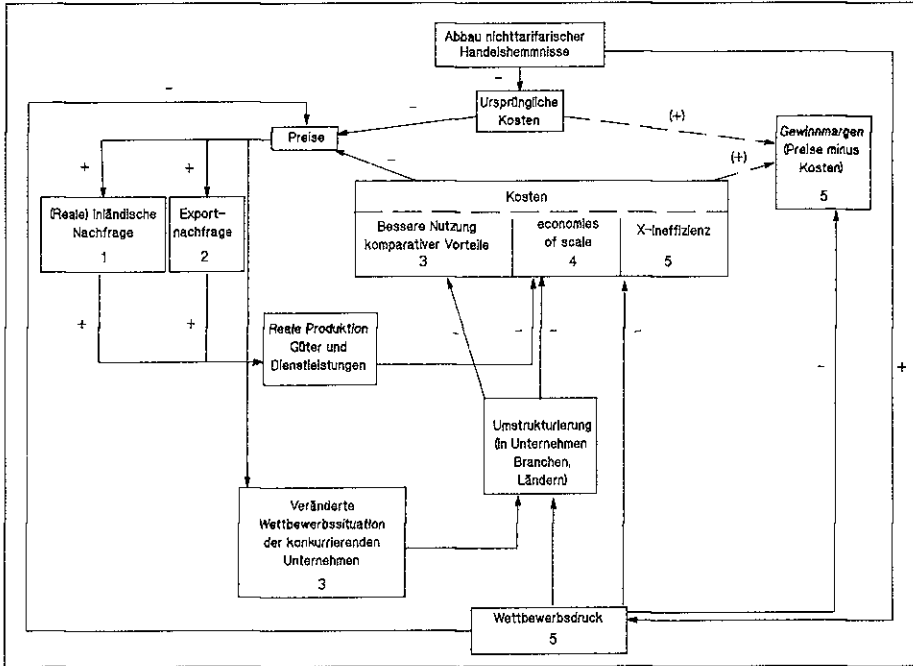 Abbau nichttarifarischer
Handelshemmnisse
–
–
–
Ursprüngliche
Kosten
(+)
Preise
Gewinnmargen
(Preise minus
Kosten)
5
–
(+)
+
+
Kosten
(Reale) inländische
Nachfrage
1
Export-
nachfrage
2
Bessere Nutzung
komparativer Vorteile
3
economies
of scale
4
X-Ineffizienz
5
+
+
Reale Produktion
Güter und
Dienstleistungen
–
–
–
–
+
Umstrukturierung
(in Unternehmen
Branchen,
Ländern)
Veränderte
Wettbewerbssituation
der konkurrierenden
Unternehmen
3
Wettbewerbsdruck
5